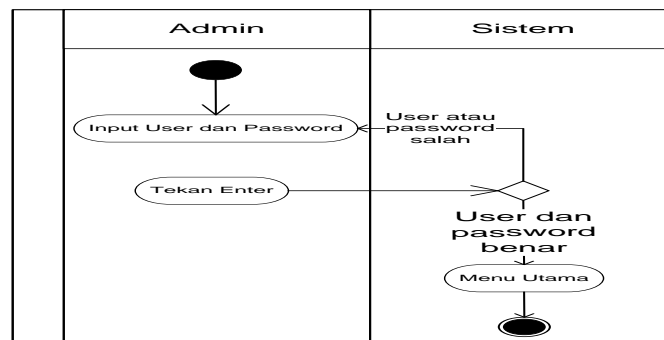 Admin
Sistem
Input User dan Password
User atau
password
salah
Tekan Enter
User dan
password
benar
Menu Utama